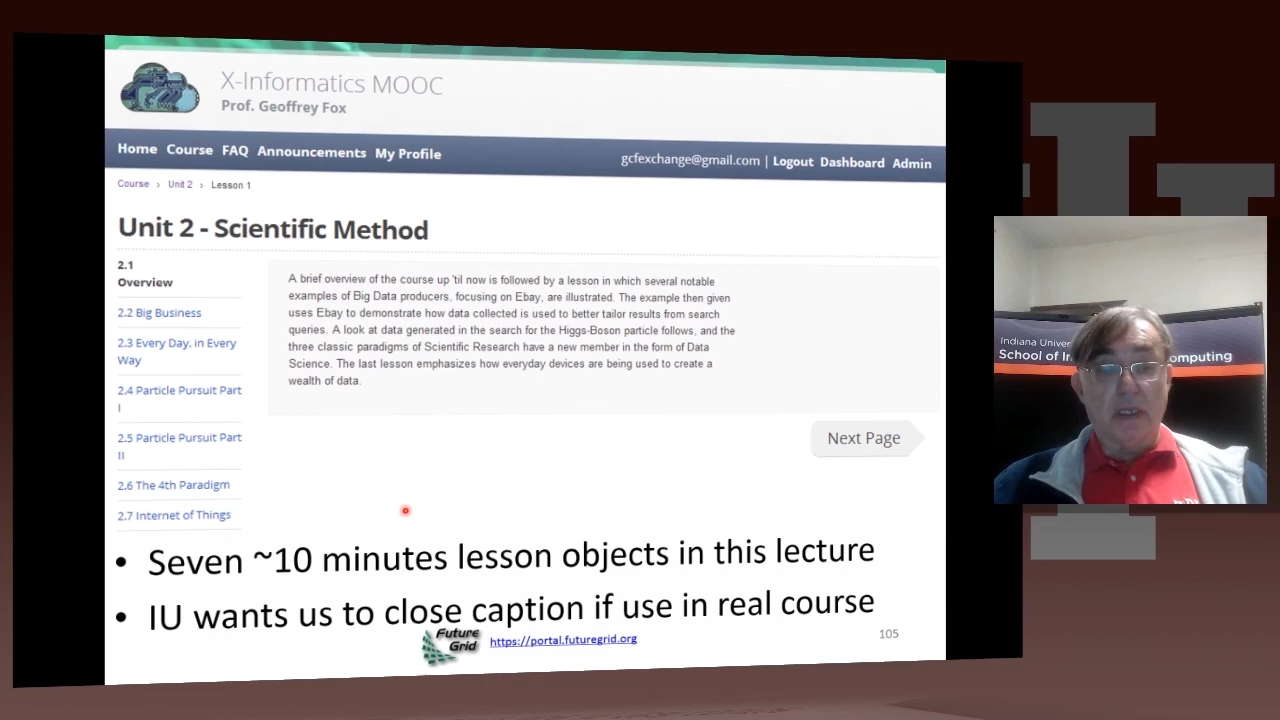 X-Informatics MOOC
Prof. Geoffrey Fox
Home Course FAQ Announcements My Profile
gcfexchange@gmail.com | Logout Dashboard Admin
Course › Unit 2 › Lesson 1
Unit 2 - Scientific Method
2.1
Overview
2.2 Big Business
2.3 Every Day, in Every
Way
2.4 Particle Pursuit Part
I
2.5 Particle Pursuit Part
II
2.6 The 4th Paradigm
2.7 Internet of Things
A brief overview of the course up 'til now is followed by a lesson in which several notable
examples of Big Data producers, focusing on Ebay, are illustrated. The example then given
uses Ebay to demonstrate how data collected is used to better tailor results from search
queries. A look at data generated in the search for the Higgs-Boson particle follows, and the
three classic paradigms of Scientific Research have a new member in the form of Data
Science. The last lesson emphasizes how everyday devices are being used to create a
wealth of data.
Next Page
• Seven ~10 minutes lesson objects in this lecture
• IU wants us to close caption if use in real course
Future
Grid
https://portal.futuregrid.org
105
Indiana Univer
School of In omputing